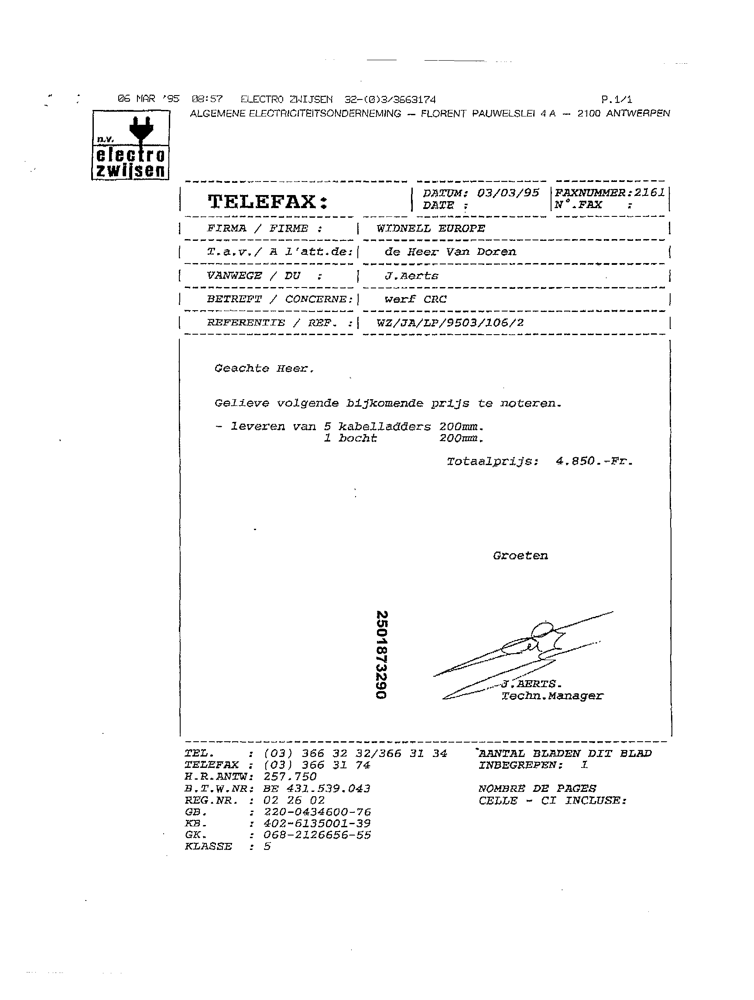 06 MAR '95 08:57 ELECTRO ZWIJSEN 32-(0)3/3663174 P.1/1
ALGEMENE ELECTRICITEITSONDERNEMING — FLORENT PAUWELSLEI 4 A — 2100 ANTWERPEN
n.v.
electro
zwijsen
TELEFAX: DATUM: 03/03/95 FAXNUMMER:2161
DATE : N°.FAX :
FIRMA / FIRME : WIDNELL EUROPE
T.a.v./ A l'att.de: de Heer Van Doren
VANWEGE / DU : J.Aerts
BETREFT / CONCERNE: werf CRC
REFERENTIE / REF. : WZ/JA/LP/9503/106/2
Geachte Heer.
Gelieve volgende bijkomende prijs te noteren.
- leveren van 5 kabelladders 200mm.
1 bocht 200mm.
Totaalprijs: 4.850.-Fr.
Groeten
2501873290
J.AERTS.
Techn.Manager
TEL. : (03) 366 32 32/366 31 34 AANTAL BLADEN DIT BLAD
TELEFAX : (03) 366 31 74 INBEGREPEN: 1
H.R.ANTW: 257.750
B.T.W.NR: BE 431.539.043 NOMBRE DE PAGES
REG.NR. : 02 26 02 CELLE - CI INCLUSE:
GB. : 220-0434600-76
KB. : 402-6135001-39
GK. : 068-2126656-55
KLASSE : 5